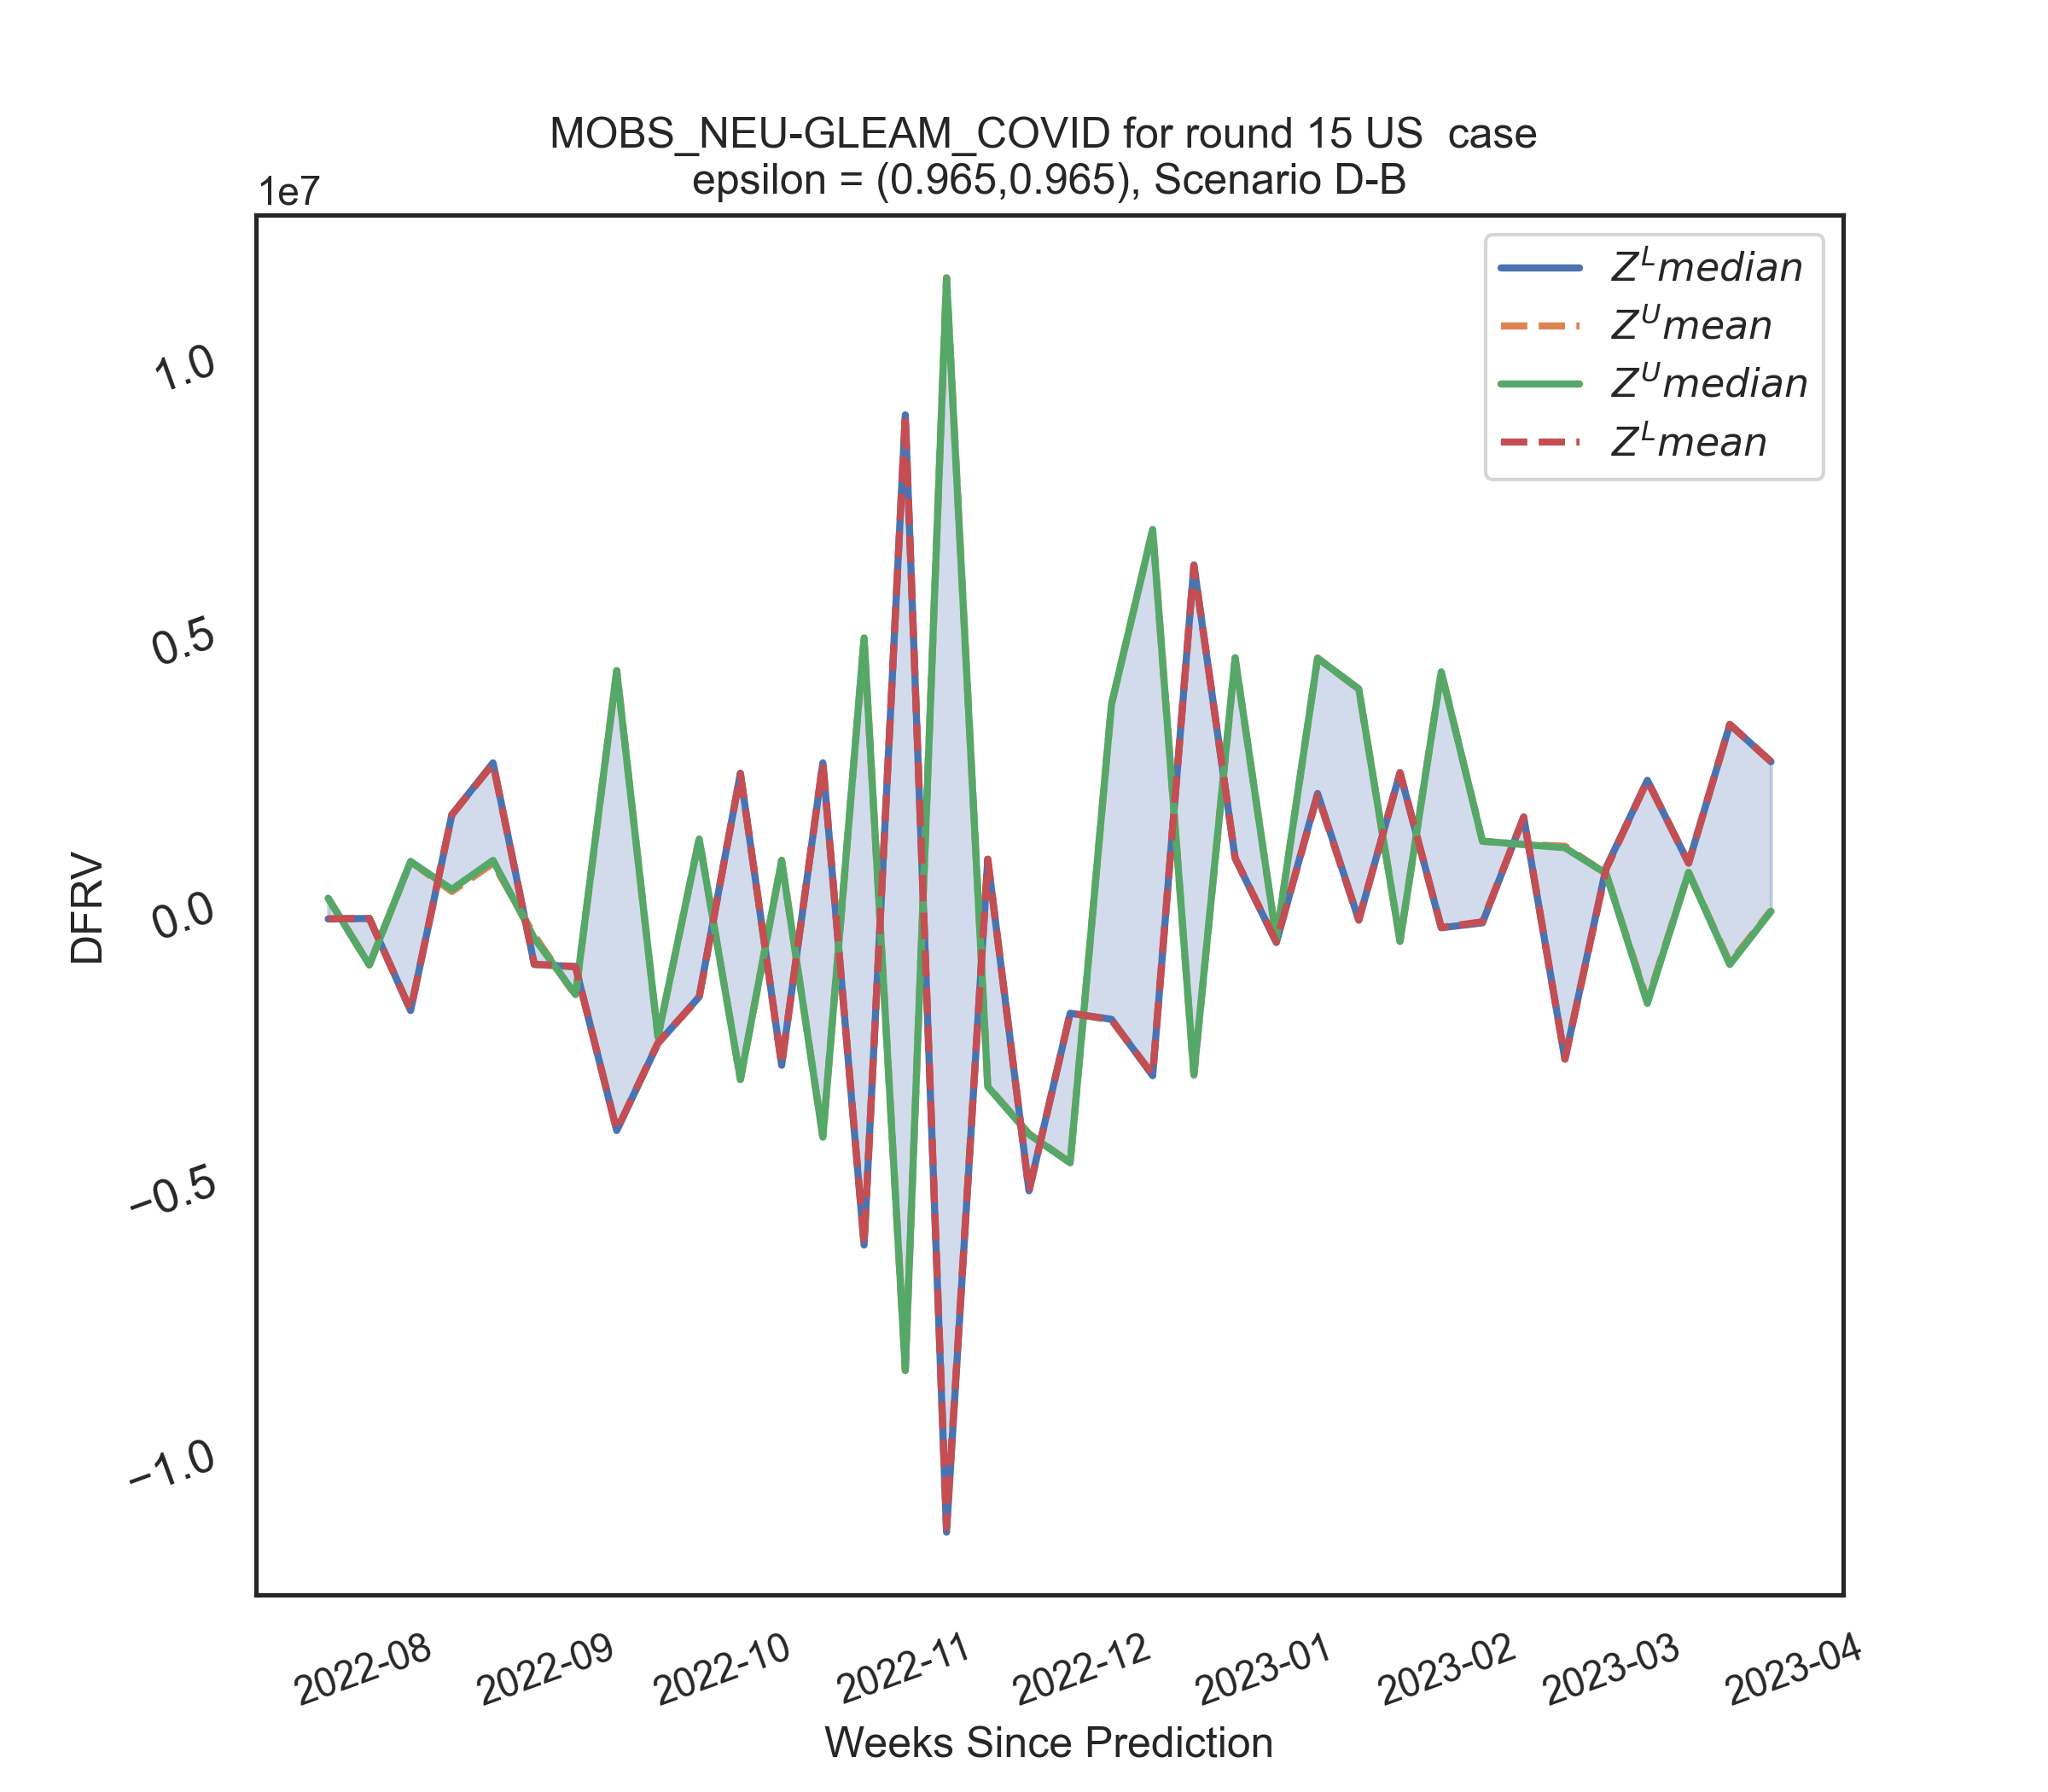 MOBS_NEU-GLEAM_COVID for round 15 US  case
epsilon = (0.965,0.965), Scenario D-B
1e7
Z^L median
Z^U mean
Z^U median
Z^L mean
1.0
0.5
0.0
−0.5
−1.0
DFRV
2022-08
2022-09
2022-10
2022-11
2022-12
2023-01
2023-02
2023-03
2023-04
Weeks Since Prediction